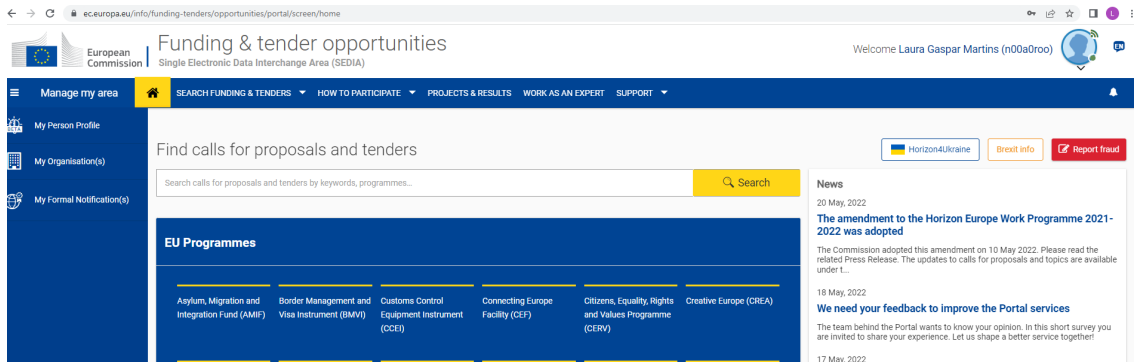 ec.europa.eu/info/funding-tenders/opportunities/portal/screen/home
European
Commission
Funding & tender opportunities
Single Electronic Data Interchange Area (SEDIA)
Welcome Laura Gaspar Martins (n00a0roo)
EN
Manage my area
SEARCH FUNDING & TENDERS
HOW TO PARTICIPATE
PROJECTS & RESULTS
WORK AS AN EXPERT
SUPPORT
BETA
My Person Profile
My Organisation(s)
My Formal Notification(s)
Find calls for proposals and tenders
Horizon4Ukraine
Brexit info
Report fraud
Search calls for proposals and tenders by keywords, programmes...
Search
EU Programmes
Asylum, Migration and
Integration Fund (AMIF)
Border Management and
Visa Instrument (BMVI)
Customs Control
Equipment Instrument
(CCEI)
Connecting Europe
Facility (CEF)
Citizens, Equality, Rights
and Values Programme
(CERV)
Creative Europe (CREA)
News
20 May, 2022
The amendment to the Horizon Europe Work Programme 2021-
2022 was adopted
The Commission adopted this amendment on 10 May 2022. Please read the
related Press Release. The updates to calls for proposals and topics are available
under t...
18 May, 2022
We need your feedback to improve the Portal services
The team behind the Portal wants to know your opinion. In this short survey you
are invited to share your experience. Let us shape a better service together!
17 May, 2022